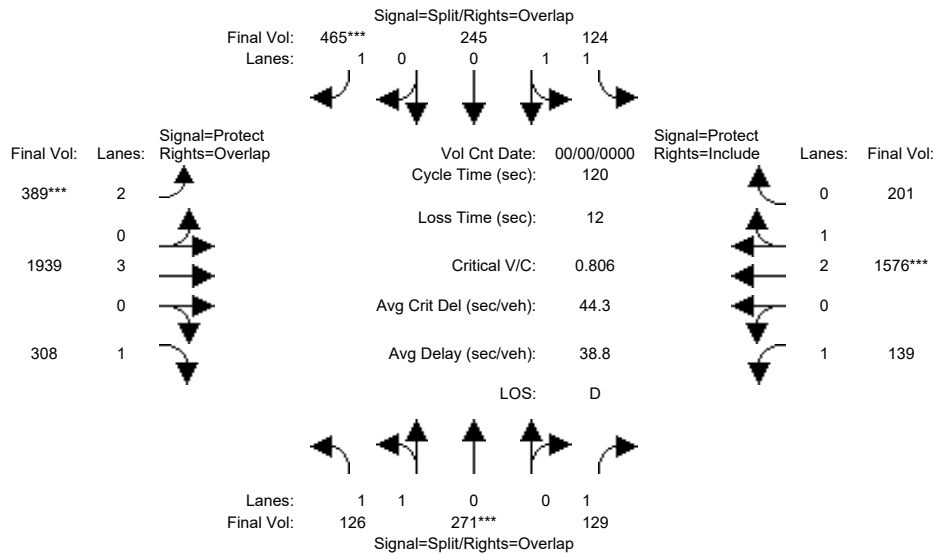 Signal=Split/Rights=Overlap
Final Vol: 465*** 245 124
Lanes: 1 0 0 1 1
Signal=Protect
Final Vol: Lanes: Rights=Overlap
Vol Cnt Date: 00/00/0000
Signal=Protect
Rights=Include Lanes: Final Vol:
Cycle Time (sec): 120
389*** 2
0 201
Loss Time (sec): 12
0
1
1939 3
Critical V/C: 0.806
2 1576***
0
Avg Crit Del (sec/veh): 44.3
0
308 1
Avg Delay (sec/veh): 38.8
1 139
LOS: D
Lanes: 1 1 0 0 1
Final Vol: 126 271*** 129
Signal=Split/Rights=Overlap